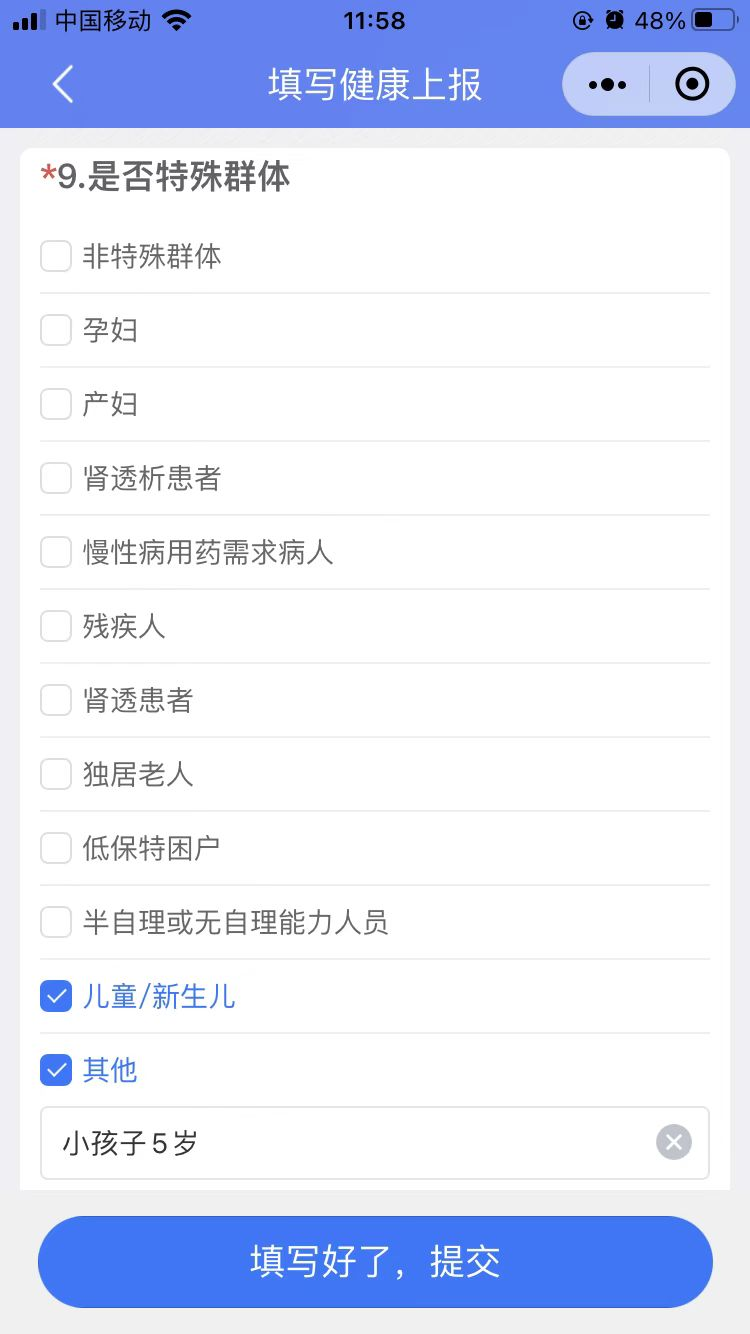 中国移动 11:58 48%
填写健康上报
*9.是否特殊群体
非特殊群体
孕妇
产妇
肾透析患者
慢性病用药需求病人
残疾人
肾透患者
独居老人
低保特困户
半自理或无自理能力人员
儿童/新生儿
其他
小孩子5岁
填写好了，提交